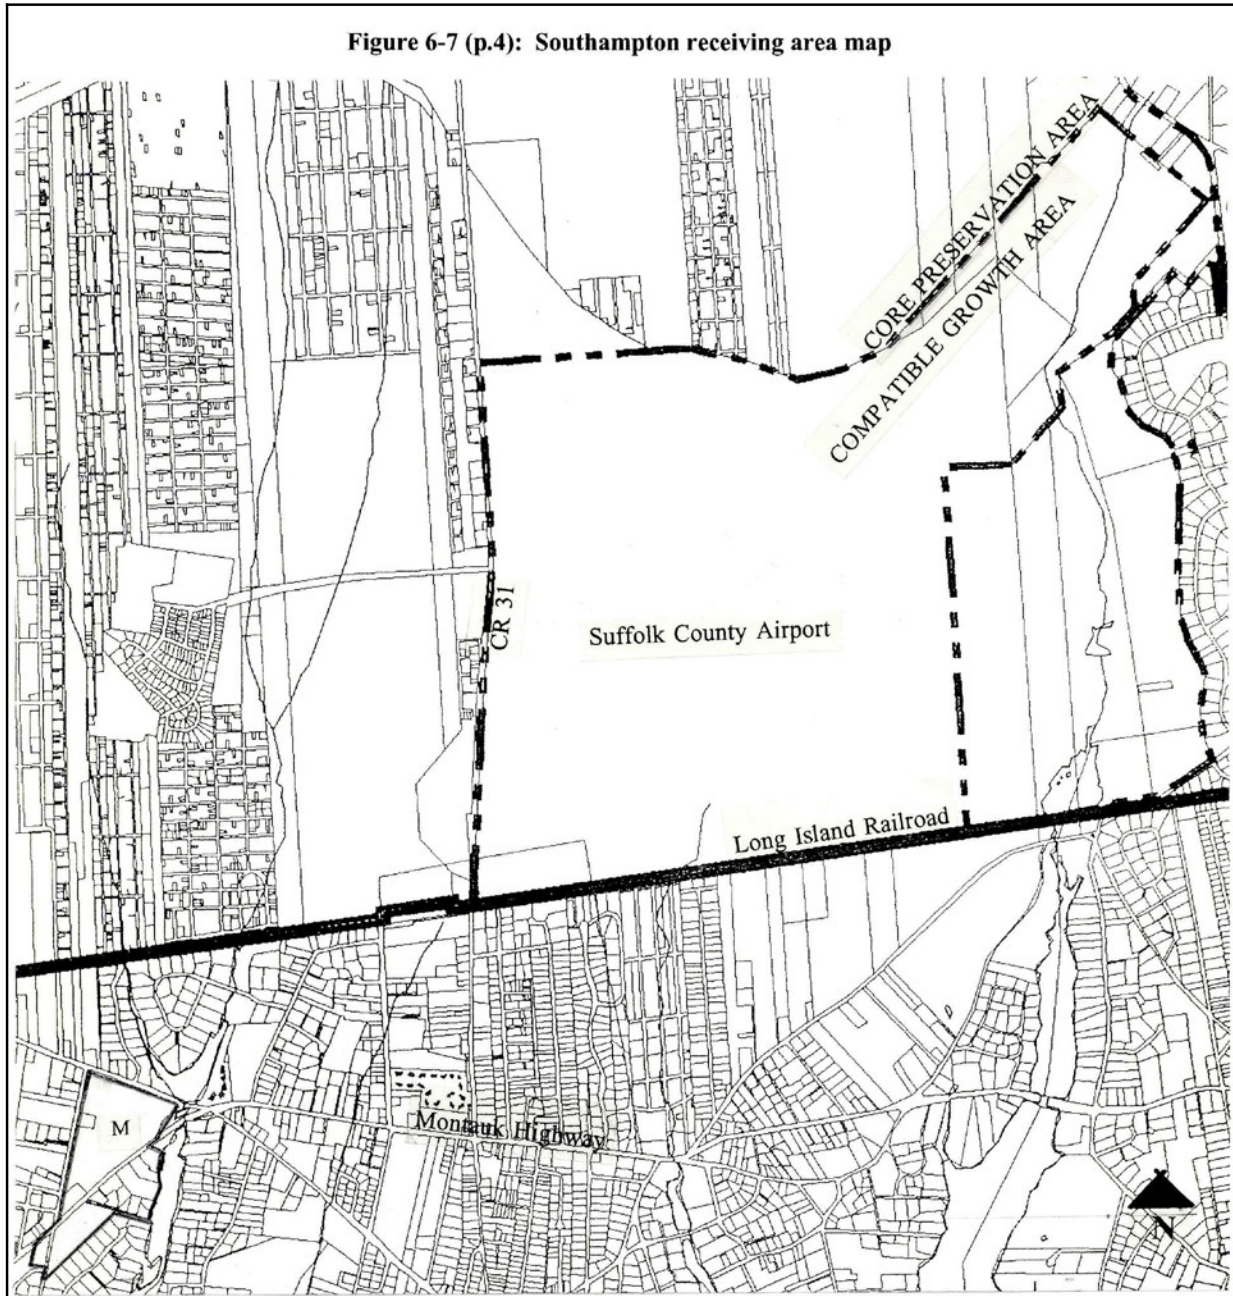 Figure 6-7 (p.4): Southampton receiving area map
CORE PRESERVATION AREA
COMPATIBLE GROWTH AREA
CR 31
Suffolk County Airport
Long Island Railroad
M
Montauk Highway
N